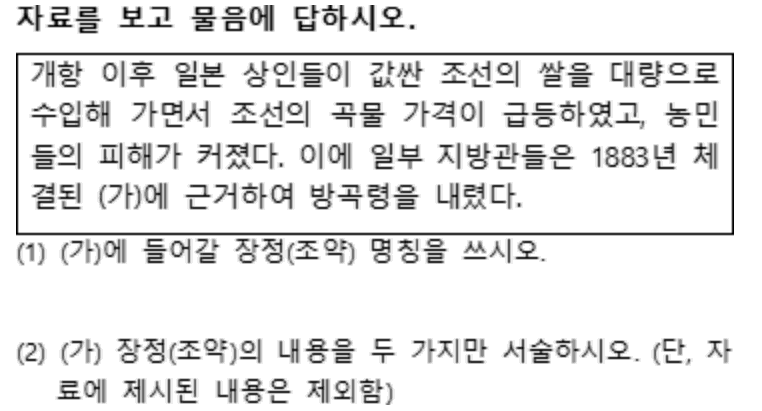 자료를 보고 물음에 답하시오.
개항 이후 일본 상인들이 값싼 조선의 쌀을 대량으로
수입해 가면서 조선의 곡물 가격이 급등하였고, 농민
들의 피해가 커졌다. 이에 일부 지방관들은 1883년 체
결된 (가)에 근거하여 방곡령을 내렸다.
(1) (가)에 들어갈 장정(조약) 명칭을 쓰시오.
(2) (가) 장정(조약)의 내용을 두 가지만 서술하시오. (단, 자
료에 제시된 내용은 제외함)